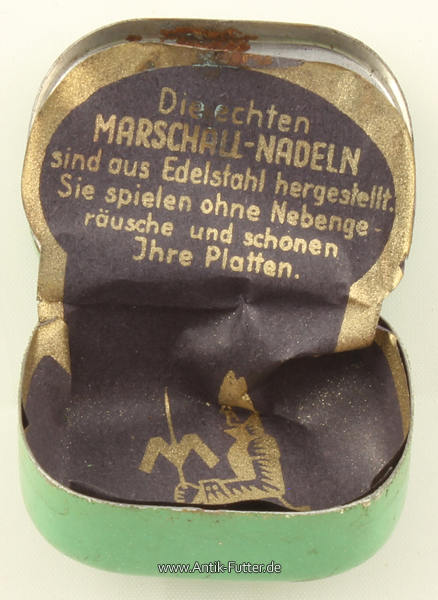 Die echten
MARSCHALL-NADELN
sind aus Edelstahl hergestellt.
Sie spielen ohne Nebenge-
räusche und schonen
Jhre Platten.
M
www.Antik-Futter.de